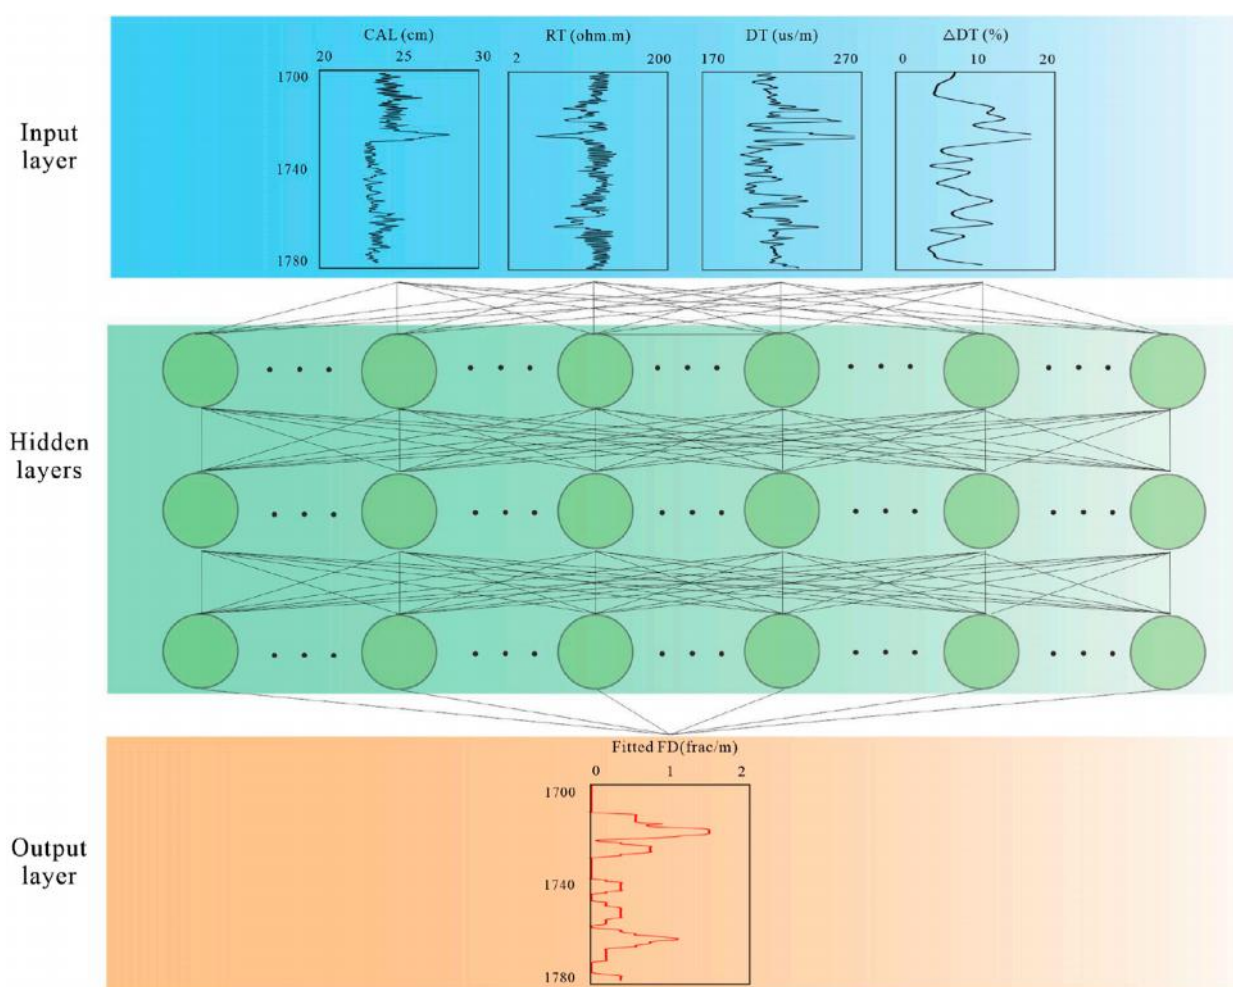 CAL (cm) RT (ohm.m) DT (us/m) ΔDT (%)
20 25 30 2 200 170 270 0 10 20
1700
Input
layer
1740
1780
Hidden
layers
Fitted FD(frac/m)
0 1 2
1700
Output
layer
1740
1780